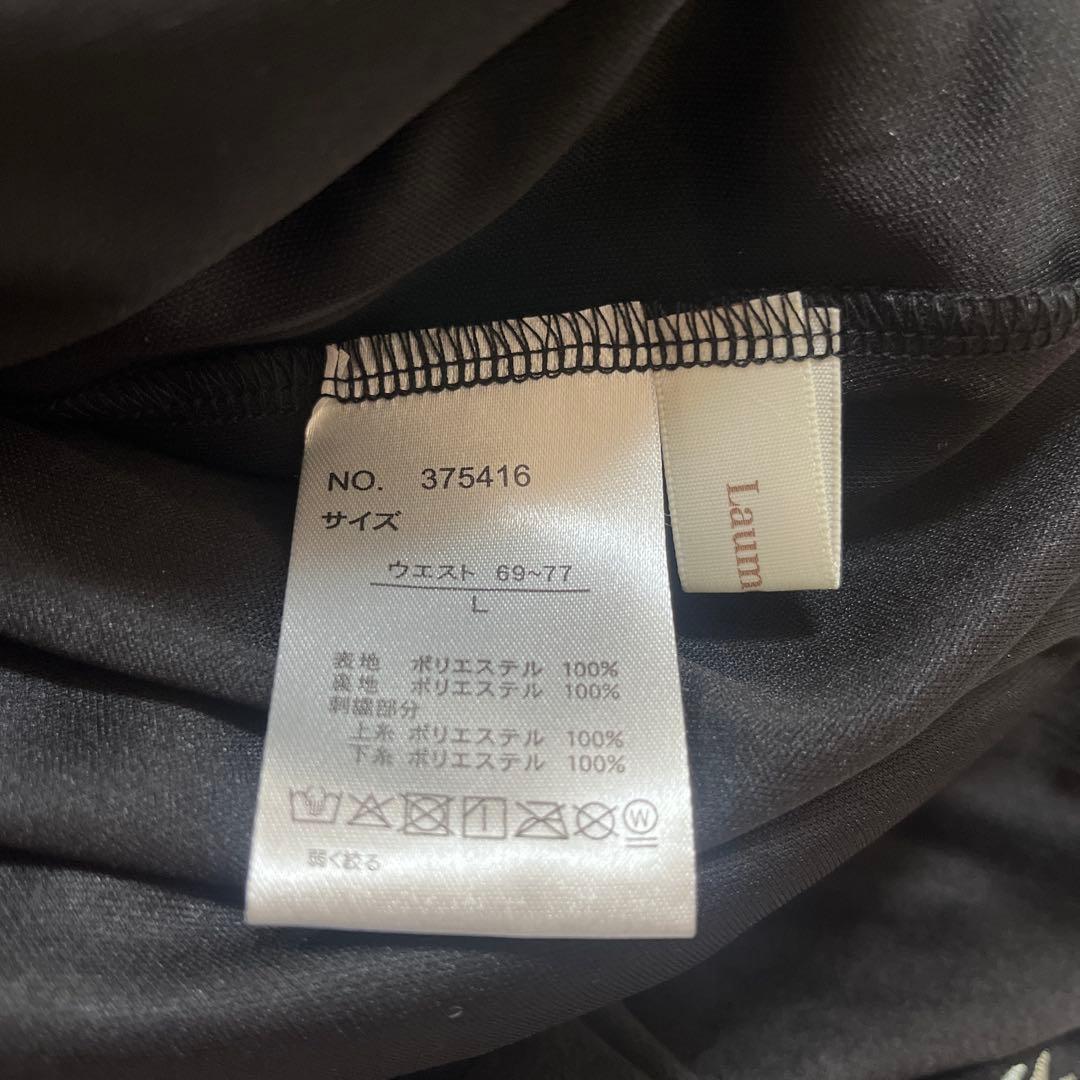 NO. 375416
サイズ
ウエスト 69~77
L
表地 ポリエステル 100%
裏地 ポリエステル 100%
刺繍部分
上糸 ポリエステル 100%
下糸 ポリエステル 100%
W
弱く絞る
Laum